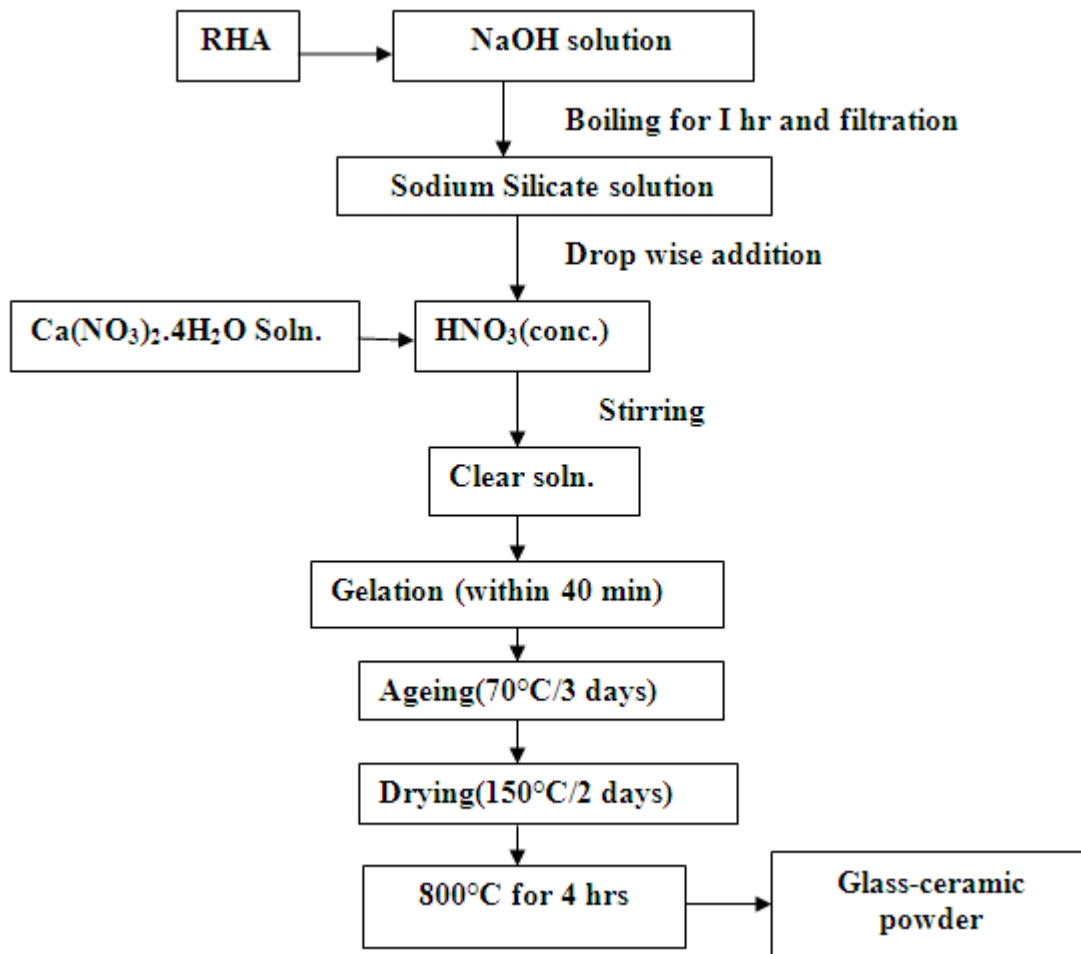 RHA
NaOH solution
Boiling for I hr and filtration
Sodium Silicate solution
Drop wise addition
Ca(NO₃)₂.4H₂O Soln.
HNO₃(conc.)
Stirring
Clear soln.
Gelation (within 40 min)
Ageing(70°C/3 days)
Drying(150°C/2 days)
800°C for 4 hrs
Glass-ceramic
powder